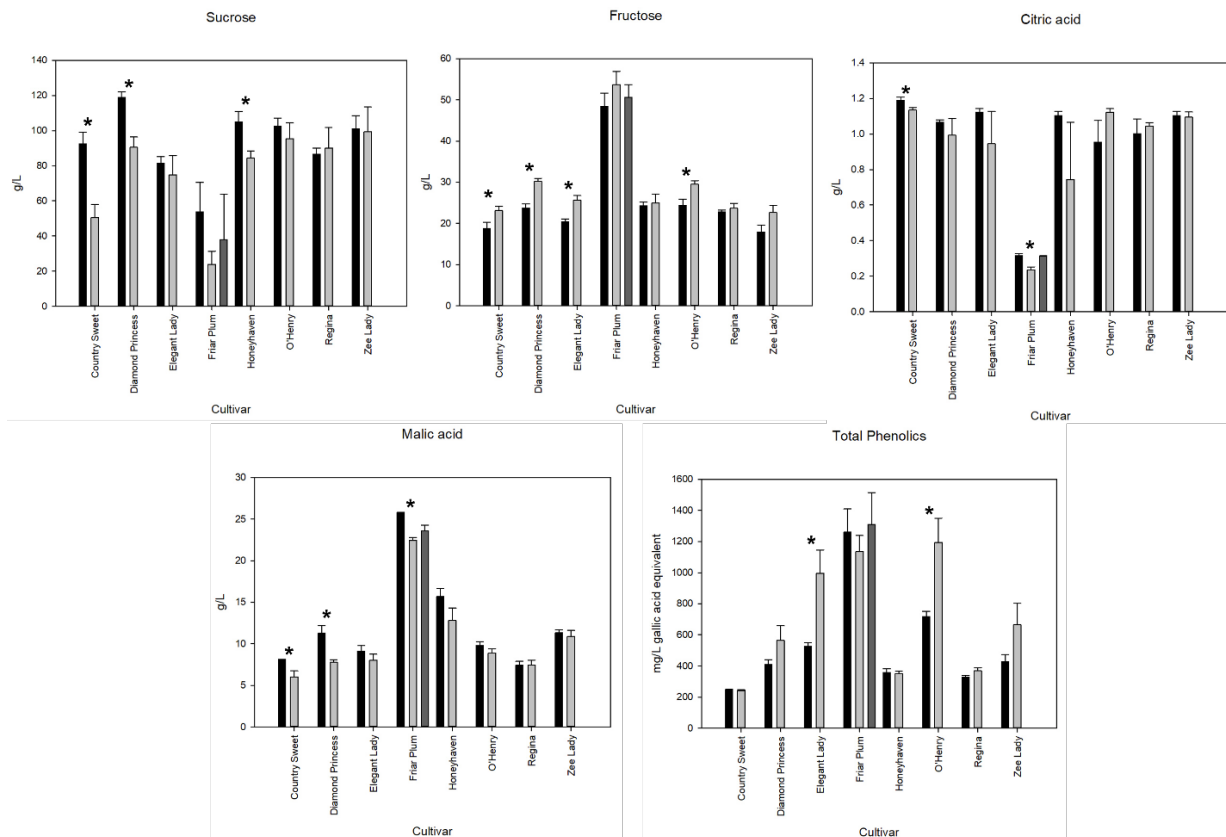 Sucrose
140
120
100
80
60
40
20
0
g/L
*
*
*
Country Sweet
Diamond Princess
Elegant Lady
Friar Plum
Honeyhaven
O'Henry
Regina
Zee Lady
Cultivar
Fructose
60
50
40
30
20
10
0
g/L
*
*
*
*
Country Sweet
Diamond Princess
Elegant Lady
Friar Plum
Honeyhaven
O'Henry
Regina
Zee Lady
Cultivar
Citric acid
1.4
1.2
1.0
0.8
0.6
0.4
0.2
0.0
g/L
*
*
Country Sweet
Diamond Princess
Elegant Lady
Friar Plum
Honeyhaven
O'Henry
Regina
Zee Lady
Cultivar
Malic acid
30
25
20
15
10
5
0
g/L
*
*
*
Country Sweet
Diamond Princess
Elegant Lady
Friar Plum
Honeyhaven
O'Henry
Regina
Zee Lady
Cultivar
Total Phenolics
1600
1400
1200
1000
800
600
400
200
0
mg/L gallic acid equivalent
*
*
Country Sweet
Diamond Princess
Elegant Lady
Friar Plum
Honeyhaven
O'Henry
Regina
Zee Lady
Cultivar